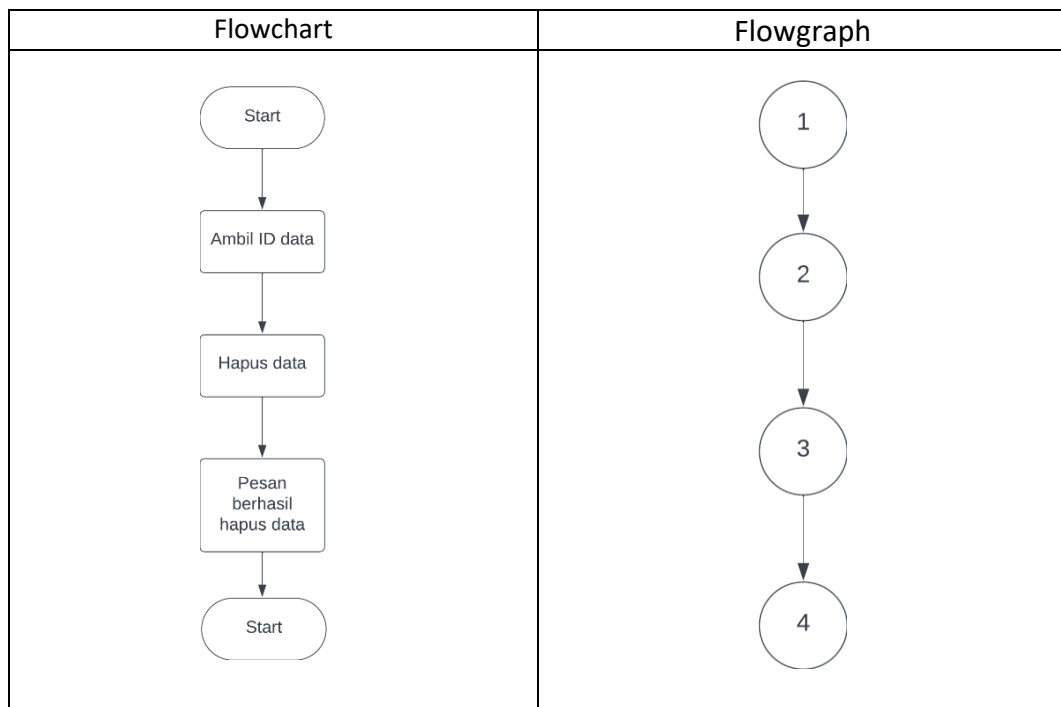 Flowchart
Flowgraph
Start
Ambil ID data
Hapus data
Pesan
berhasil
hapus data
Start
1
2
3
4